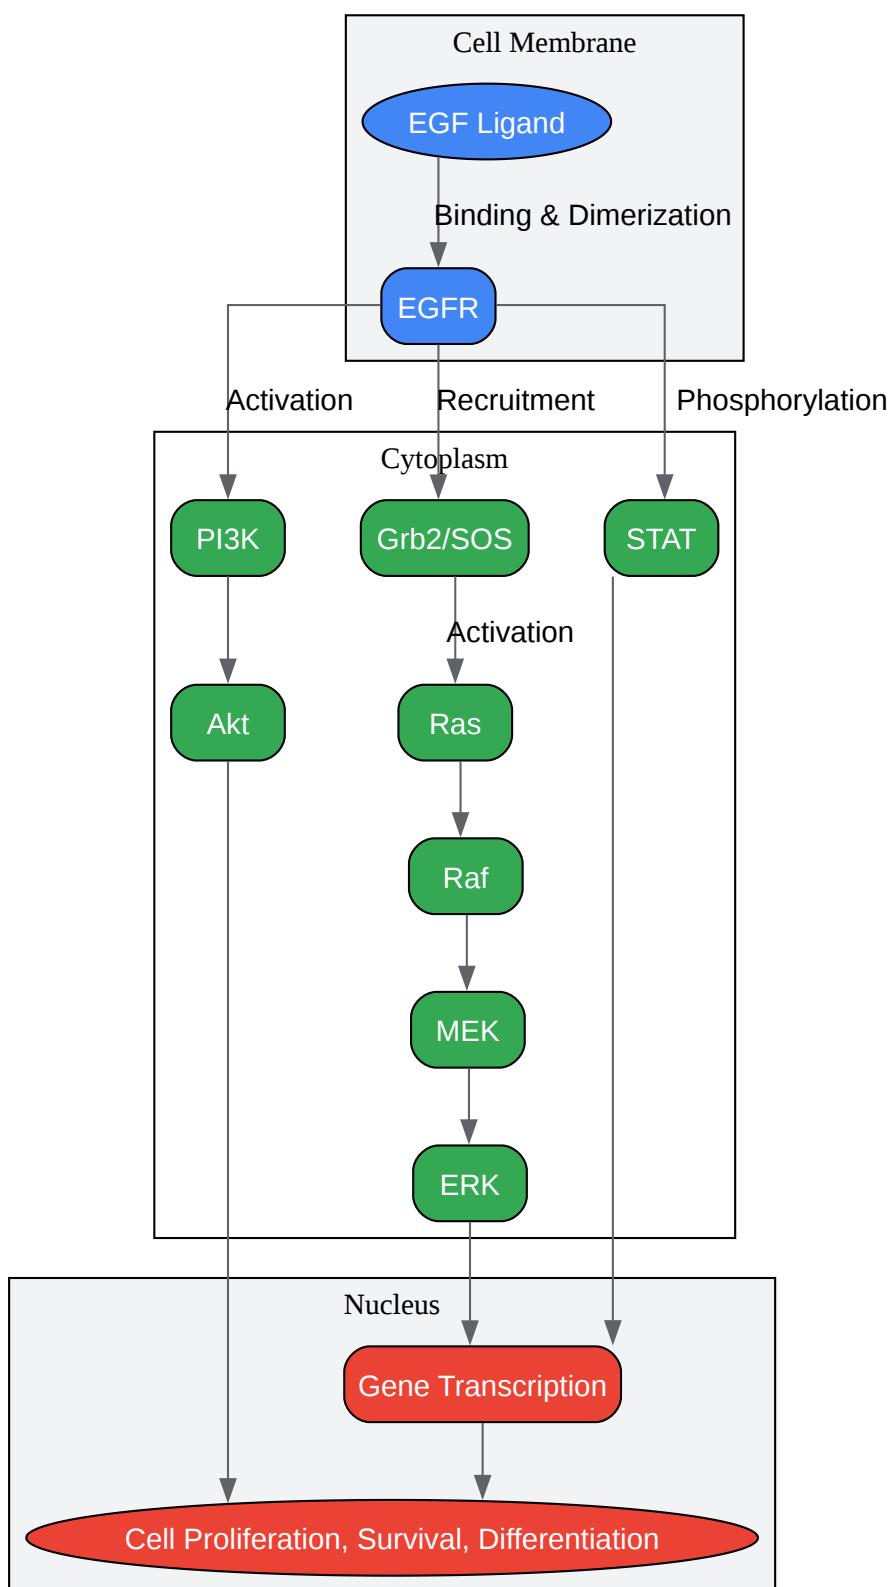 Cell Membrane
EGF Ligand
Binding & Dimerization
EGFR
Activation
Recruitment
Phosphorylation
Cytoplasm
PI3K
Grb2/SOS
STAT
Activation
Akt
Ras
Raf
MEK
ERK
Nucleus
Gene Transcription
Cell Proliferation, Survival, Differentiation